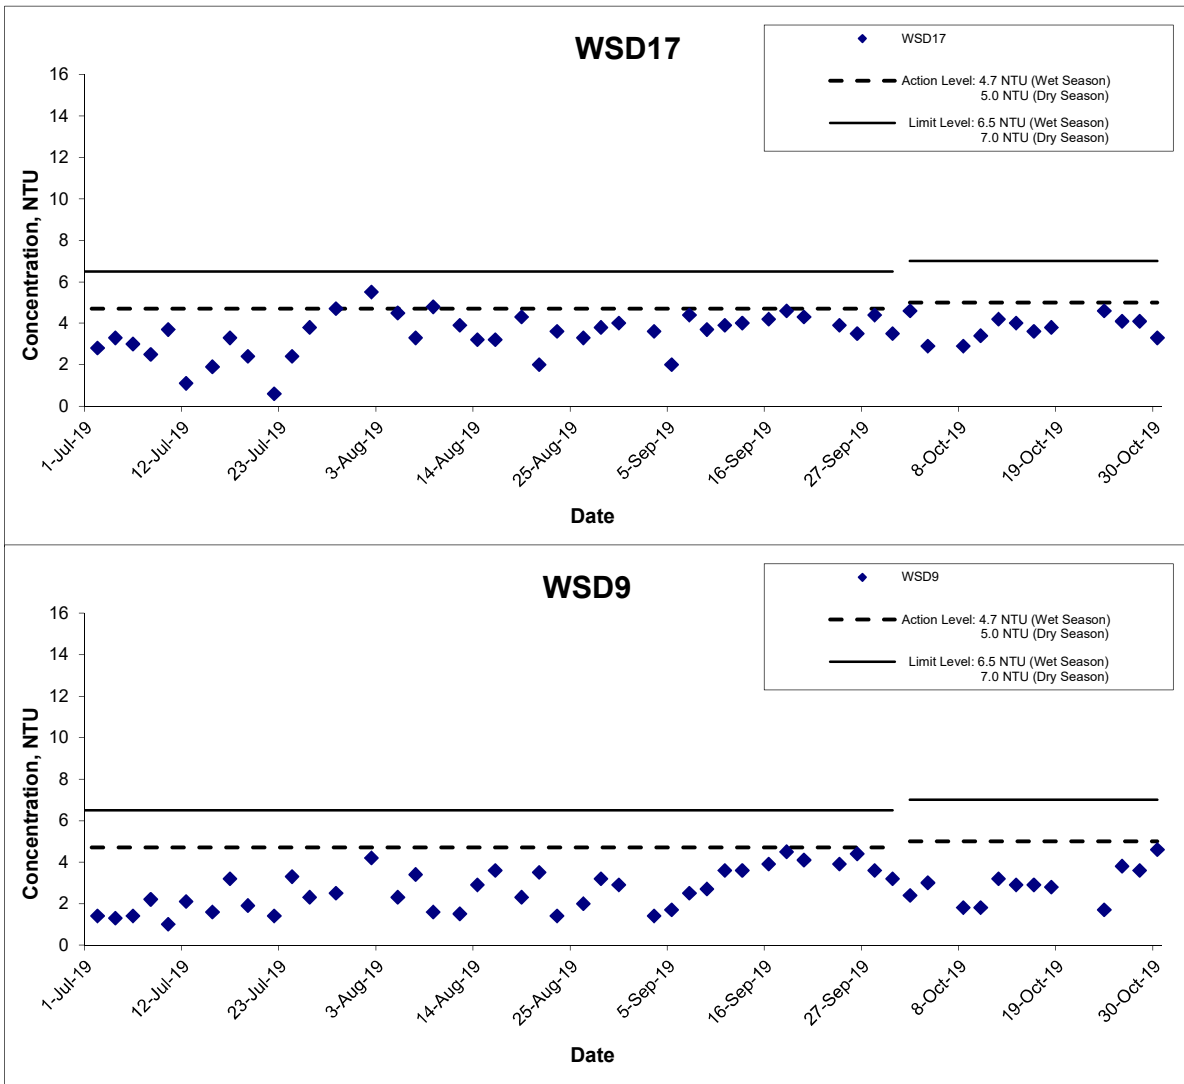 WSD17
WSD17
Action Level: 4.7 NTU (Wet Season)
5.0 NTU (Dry Season)
Limit Level: 6.5 NTU (Wet Season)
7.0 NTU (Dry Season)
Concentration, NTU
16
14
12
10
8
6
4
2
0
1-Jul-19
12-Jul-19
23-Jul-19
3-Aug-19
14-Aug-19
25-Aug-19
5-Sep-19
16-Sep-19
27-Sep-19
8-Oct-19
19-Oct-19
30-Oct-19
Date
WSD9
WSD9
Action Level: 4.7 NTU (Wet Season)
5.0 NTU (Dry Season)
Limit Level: 6.5 NTU (Wet Season)
7.0 NTU (Dry Season)
Concentration, NTU
16
14
12
10
8
6
4
2
0
1-Jul-19
12-Jul-19
23-Jul-19
3-Aug-19
14-Aug-19
25-Aug-19
5-Sep-19
16-Sep-19
27-Sep-19
8-Oct-19
19-Oct-19
30-Oct-19
Date